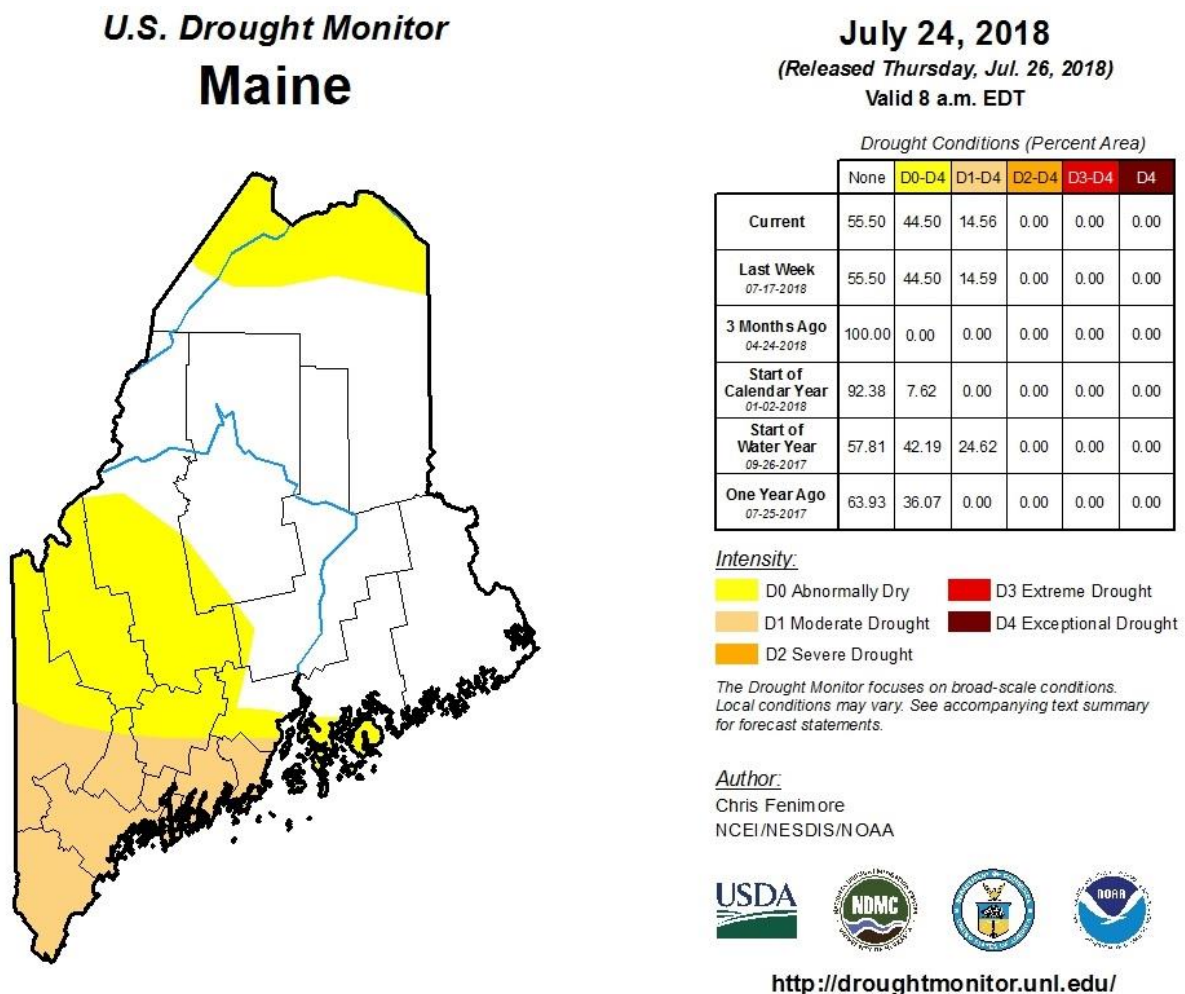 U.S. Drought Monitor
Maine
July 24, 2018
(Released Thursday, Jul. 26, 2018)
Valid 8 a.m. EDT
Drought Conditions (Percent Area)
None D0-D4 D1-D4 D2-D4 D3-D4 D4
Current 55.50 44.50 14.56 0.00 0.00 0.00
Last Week
07-17-2018
55.50 44.50 14.59 0.00 0.00 0.00
3 Months Ago
04-24-2018
100.00 0.00 0.00 0.00 0.00 0.00
Start of
Calendar Year
01-02-2018
92.38 7.62 0.00 0.00 0.00 0.00
Start of
Water Year
09-26-2017
57.81 42.19 24.62 0.00 0.00 0.00
One Year Ago
07-25-2017
63.93 36.07 0.00 0.00 0.00 0.00
Intensity:
D0 Abnormally Dry
D1 Moderate Drought
D2 Severe Drought
D3 Extreme Drought
D4 Exceptional Drought
The Drought Monitor focuses on broad-scale conditions.
Local conditions may vary. See accompanying text summary
for forecast statements.
Author:
Chris Fenimore
NCEI/NESDIS/NOAA
USDA
NDMC
NOAA
http://droughtmonitor.unl.edu/